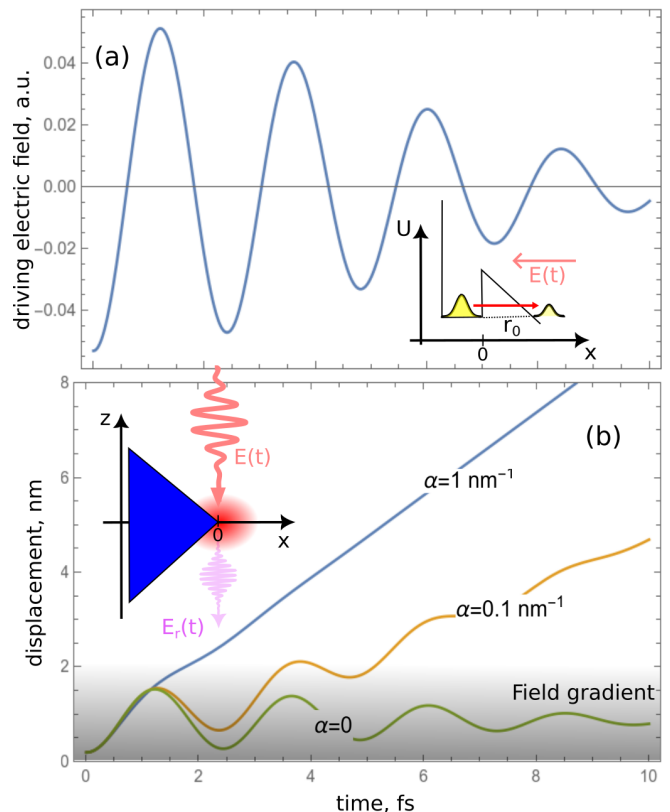 (a)
driving electric field, a.u.
0.04
0.02
0.00
−0.02
−0.04
U
E(t)
r0
0
x
(b)
displacement, nm
8
6
4
2
0
z
E(t)
0
x
Er(t)
α=1 nm⁻¹
α=0.1 nm⁻¹
α=0
Field gradient
0 2 4 6 8 10
time, fs